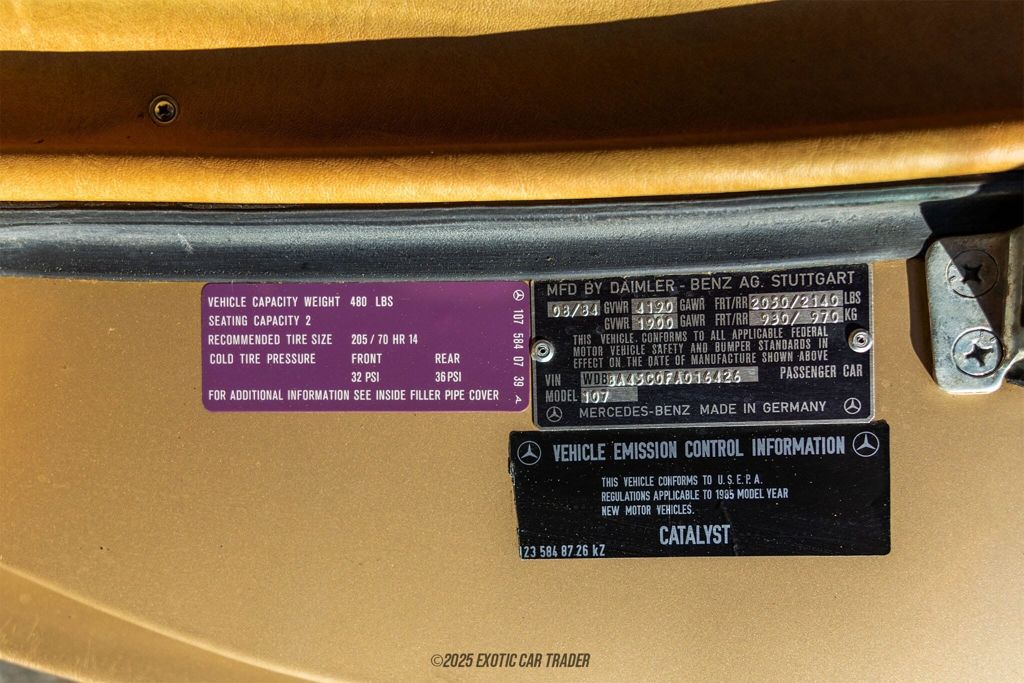 VEHICLE CAPACITY WEIGHT 480 LBS
SEATING CAPACITY 2
RECOMMENDED TIRE SIZE 205 / 70 HR 14
COLD TIRE PRESSURE FRONT REAR
32 PSI 36 PSI
FOR ADDITIONAL INFORMATION SEE INSIDE FILLER PIPE COVER
107 584 07 39 A
MFD BY DAIMLER - BENZ AG. STUTTGART
08/84 GVWR 4190 GAWR FRT/RR 2050/2140 LBS
GVWR 1900 GAWR FRT/RR 930/ 970 KG
THIS VEHICLE. CONFORMS TO ALL APPLICABLE FEDERAL
MOTOR VEHICLE SAFETY AND BUMPER STANDARDS IN
EFFECT ON THE DATE OF MANUFACTURE SHOWN ABOVE
VIN WDBBA45C0FA016426 PASSENGER CAR
MODEL 107
MERCEDES-BENZ MADE IN GERMANY
VEHICLE EMISSION CONTROL INFORMATION
THIS VEHICLE CONFORMS TO U.S.E.P.A.
REGULATIONS APPLICABLE TO 1985 MODEL YEAR
NEW MOTOR VEHICLES.
CATALYST
123 584 87 26 kZ
©2025 EXOTIC CAR TRADER